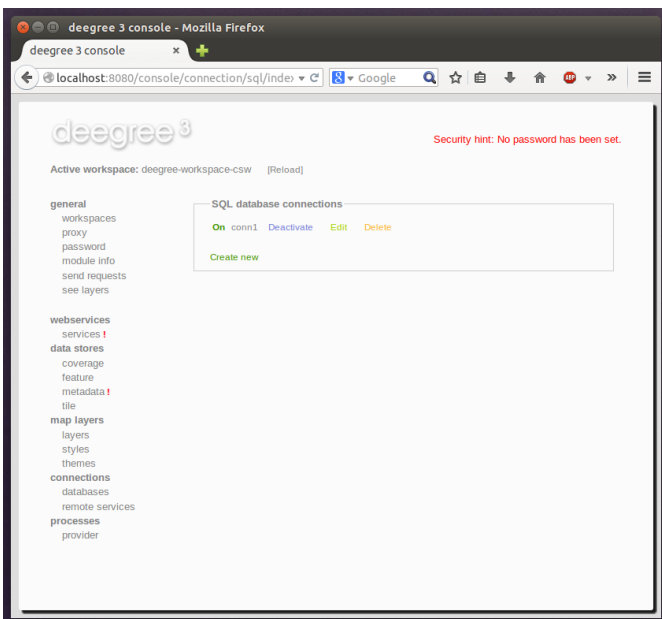 deegree 3 console - Mozilla Firefox
deegree 3 console
localhost:8080/console/connection/sql/index
Google
ABP
deegree 3
Security hint: No password has been set.
Active workspace: deegree-workspace-csw [Reload]
general
workspaces
proxy
password
module info
send requests
see layers
webservices
services !
data stores
coverage
feature
metadata !
tile
map layers
layers
styles
themes
connections
databases
remote services
processes
provider
SQL database connections
On conn1 Deactivate Edit Delete
Create new